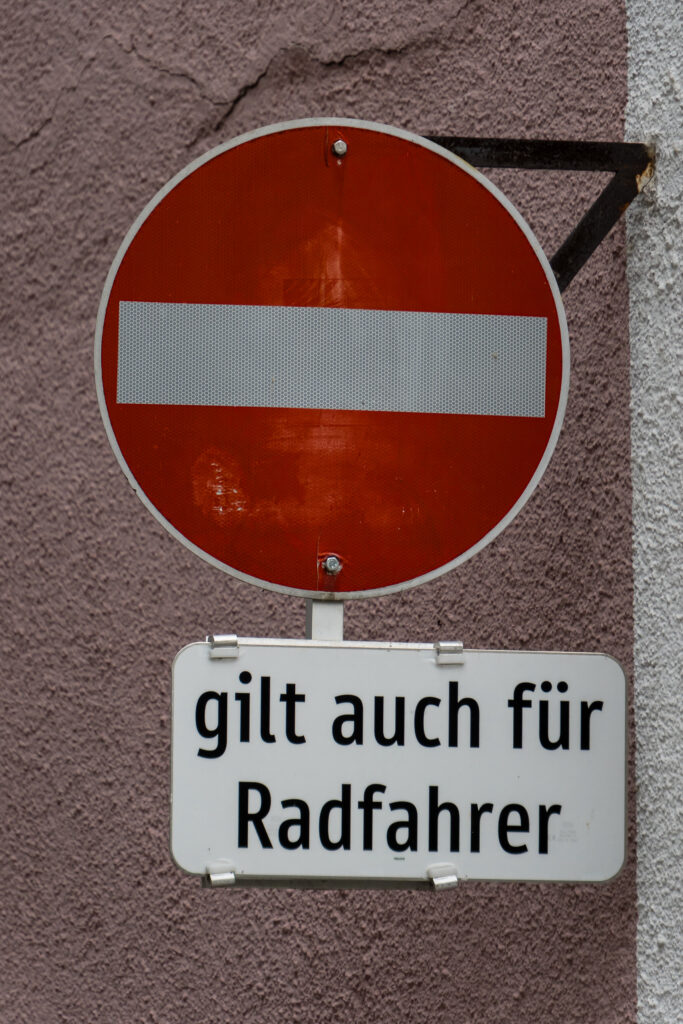 gilt auch für
Radfahrer